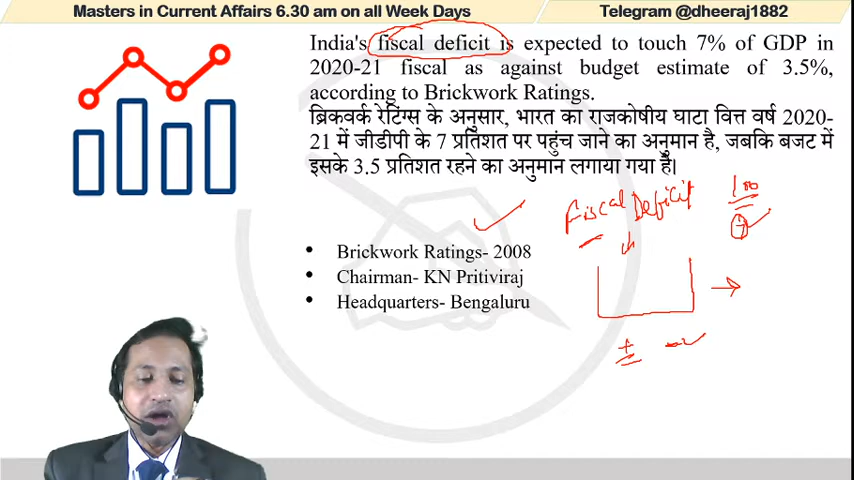 Masters in Current Affairs 6.30 am on all Week Days
Telegram @dheeraj1882
India's fiscal deficit is expected to touch 7% of GDP in
2020-21 fiscal as against budget estimate of 3.5%,
according to Brickwork Ratings.
ब्रिकवर्क रेटिंग्स के अनुसार, भारत का राजकोषीय घाटा वित्त वर्ष 2020-
21 में जीडीपी के 7 प्रतिशत पर पहुंच जाने का अनुमान है, जबकि बजट में
इसके 3.5 प्रतिशत रहने का अनुमान लगाया गया है।
Fiscal Deficit
100
7
• Brickwork Ratings- 2008
• Chairman- KN Pritiviraj
• Headquarters- Bengaluru
+ -